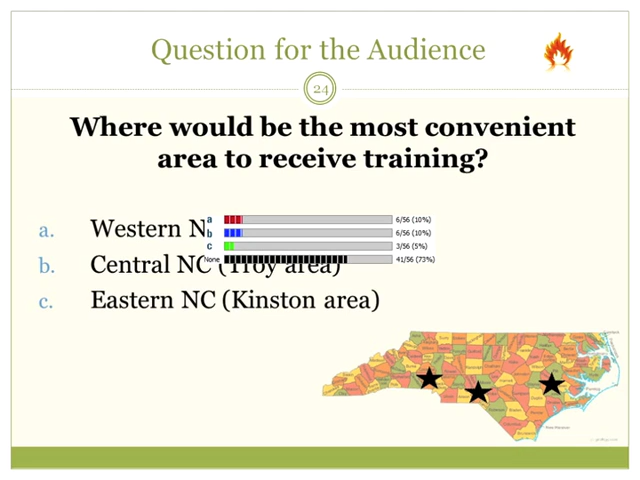 Question for the Audience
24
Where would be the most convenient
area to receive training?
a. Western N
b. Central NC (Troy area)
c. Eastern NC (Kinston area)
a 6/56 (10%)
b 6/56 (10%)
c 3/56 (5%)
None 41/56 (73%)